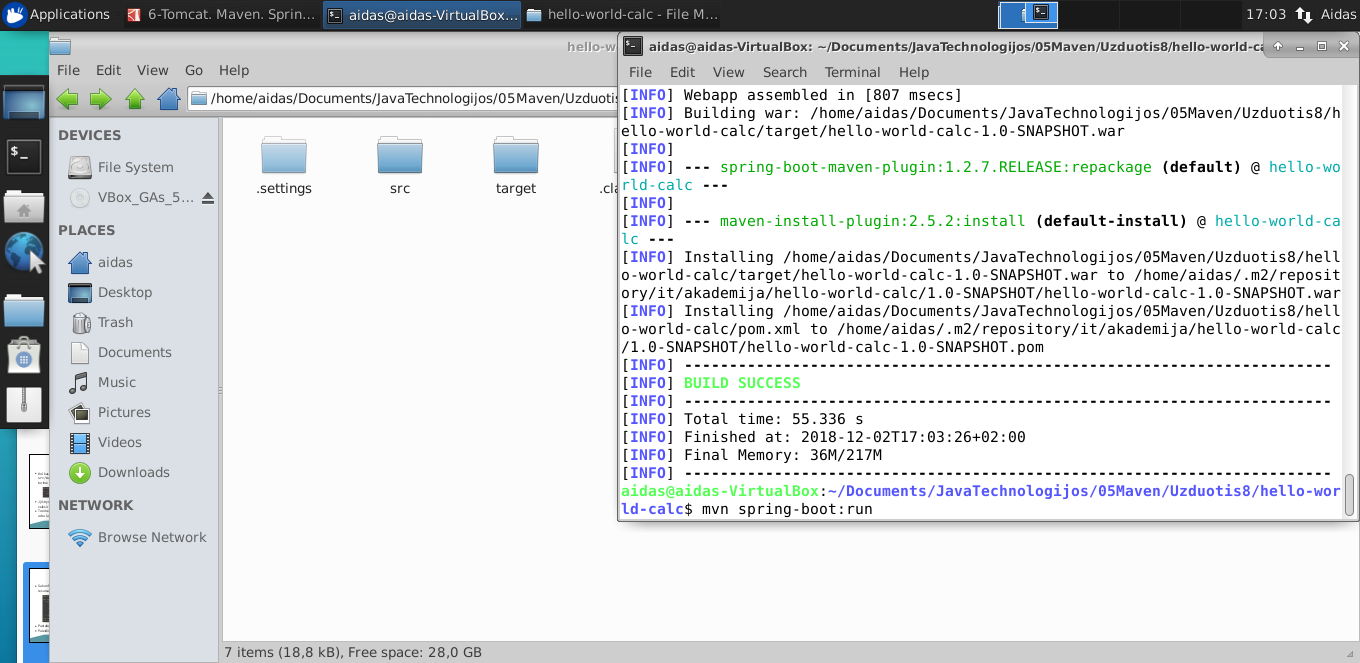 Applications
6-Tomcat. Maven. Sprin...
aidas@aidas-VirtualBox...
hello-world-calc - File M...
17:03
Aidas
hello-w
File Edit View Go Help
/home/aidas/Documents/JavaTechnologijos/05Maven/Uzduotis
DEVICES
File System
VBox_GAs_5...
PLACES
aidas
Desktop
Trash
Documents
Music
Pictures
Videos
Downloads
NETWORK
Browse Network
.settings
src
target
.cla
7 items (18,8 kB), Free space: 28,0 GB
aidas@aidas-VirtualBox: ~/Documents/JavaTechnologijos/05Maven/Uzduotis8/hello-world-ca
File Edit View Search Terminal Help
[INFO] Webapp assembled in [807 msecs]
[INFO] Building war: /home/aidas/Documents/JavaTechnologijos/05Maven/Uzduotis8/h
ello-world-calc/target/hello-world-calc-1.0-SNAPSHOT.war
[INFO]
[INFO] --- spring-boot-maven-plugin:1.2.7.RELEASE:repackage (default) @ hello-wo
rld-calc ---
[INFO]
[INFO] --- maven-install-plugin:2.5.2:install (default-install) @ hello-world-ca
lc ---
[INFO] Installing /home/aidas/Documents/JavaTechnologijos/05Maven/Uzduotis8/hell
o-world-calc/target/hello-world-calc-1.0-SNAPSHOT.war to /home/aidas/.m2/reposit
ory/it/akademija/hello-world-calc/1.0-SNAPSHOT/hello-world-calc-1.0-SNAPSHOT.war
[INFO] Installing /home/aidas/Documents/JavaTechnologijos/05Maven/Uzduotis8/hell
o-world-calc/pom.xml to /home/aidas/.m2/repository/it/akademija/hello-world-calc
/1.0-SNAPSHOT/hello-world-calc-1.0-SNAPSHOT.pom
[INFO] ------------------------------------------------------------------------
[INFO] BUILD SUCCESS
[INFO] ------------------------------------------------------------------------
[INFO] Total time: 55.336 s
[INFO] Finished at: 2018-12-02T17:03:26+02:00
[INFO] Final Memory: 36M/217M
[INFO] ------------------------------------------------------------------------
aidas@aidas-VirtualBox:~/Documents/JavaTechnologijos/05Maven/Uzduotis8/hello-wor
ld-calc$ mvn spring-boot:run